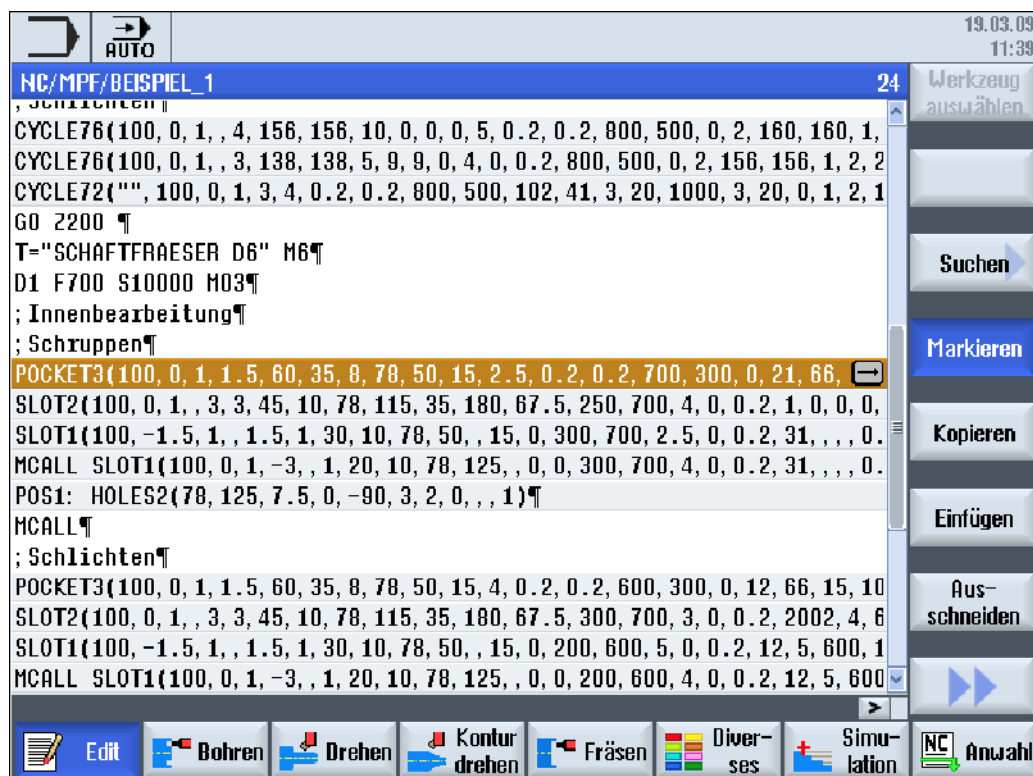 AUTO
19.03.09
11:39
NC/MPF/BEISPIEL_1 24
; Schlichten¶
CYCLE76(100, 0, 1, , 4, 156, 156, 10, 0, 0, 0, 5, 0.2, 0.2, 800, 500, 0, 2, 160, 160, 1,
CYCLE76(100, 0, 1, , 3, 138, 138, 5, 9, 9, 0, 4, 0, 0.2, 800, 500, 0, 2, 156, 156, 1, 2, 2
CYCLE72("", 100, 0, 1, 3, 4, 0.2, 0.2, 800, 500, 102, 41, 3, 20, 1000, 3, 20, 0, 1, 2, 1
G0 Z200 ¶
T="SCHAFTFRAESER D6" M6¶
D1 F700 S10000 M03¶
; Innenbearbeitung¶
; Schruppen¶
POCKET3(100, 0, 1, 1.5, 60, 35, 8, 78, 50, 15, 2.5, 0.2, 0.2, 700, 300, 0, 21, 66,
SLOT2(100, 0, 1, , 3, 3, 45, 10, 78, 115, 35, 180, 67.5, 250, 700, 4, 0, 0.2, 1, 0, 0, 0,
SLOT1(100, -1.5, 1, , 1.5, 1, 30, 10, 78, 50, , 15, 0, 300, 700, 2.5, 0, 0.2, 31, , , , 0.
MCALL SLOT1(100, 0, 1, -3, , 1, 20, 10, 78, 125, , 0, 0, 300, 700, 4, 0, 0.2, 31, , , , 0.
POS1: HOLES2(78, 125, 7.5, 0, -90, 3, 2, 0, , , 1)¶
MCALL¶
; Schlichten¶
POCKET3(100, 0, 1, 1.5, 60, 35, 8, 78, 50, 15, 4, 0.2, 0.2, 600, 300, 0, 12, 66, 15, 10
SLOT2(100, 0, 1, , 3, 3, 45, 10, 78, 115, 35, 180, 67.5, 300, 700, 3, 0, 0.2, 2002, 4, 6
SLOT1(100, -1.5, 1, , 1.5, 1, 30, 10, 78, 50, , 15, 0, 200, 600, 5, 0, 0.2, 12, 5, 600, 1
MCALL SLOT1(100, 0, 1, -3, , 1, 20, 10, 78, 125, , 0, 0, 200, 600, 4, 0, 0.2, 12, 5, 600
Werkzeug
auswählen
Suchen
Markieren
Kopieren
Einfügen
Aus-
schneiden
Edit
Bohren
Drehen
Kontur
drehen
Fräsen
Diver-
ses
Simu-
lation
NC Anwahl